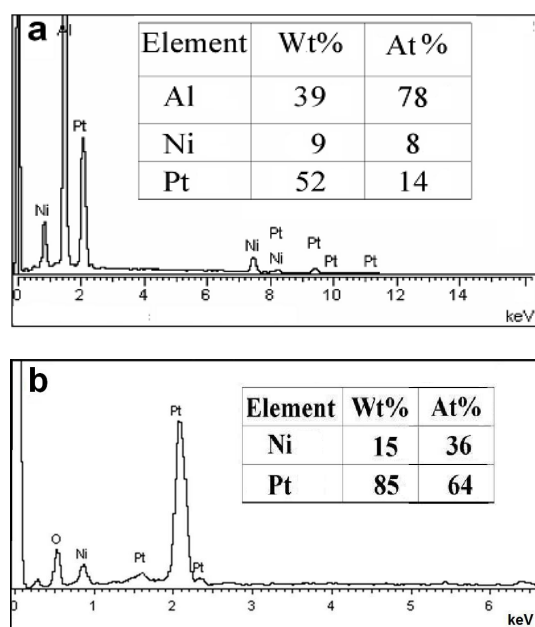 a
Al
Element Wt% At%
Al 39 78
Ni 9 8
Pt 52 14
Pt
Ni
Pt
Ni Ni Pt Pt Pt
0 2 4 6 8 10 12 14
keV
b
Pt
Element Wt% At%
Ni 15 36
Pt 85 64
O
Ni Pt Pt
0 1 2 3 4 5 6
keV